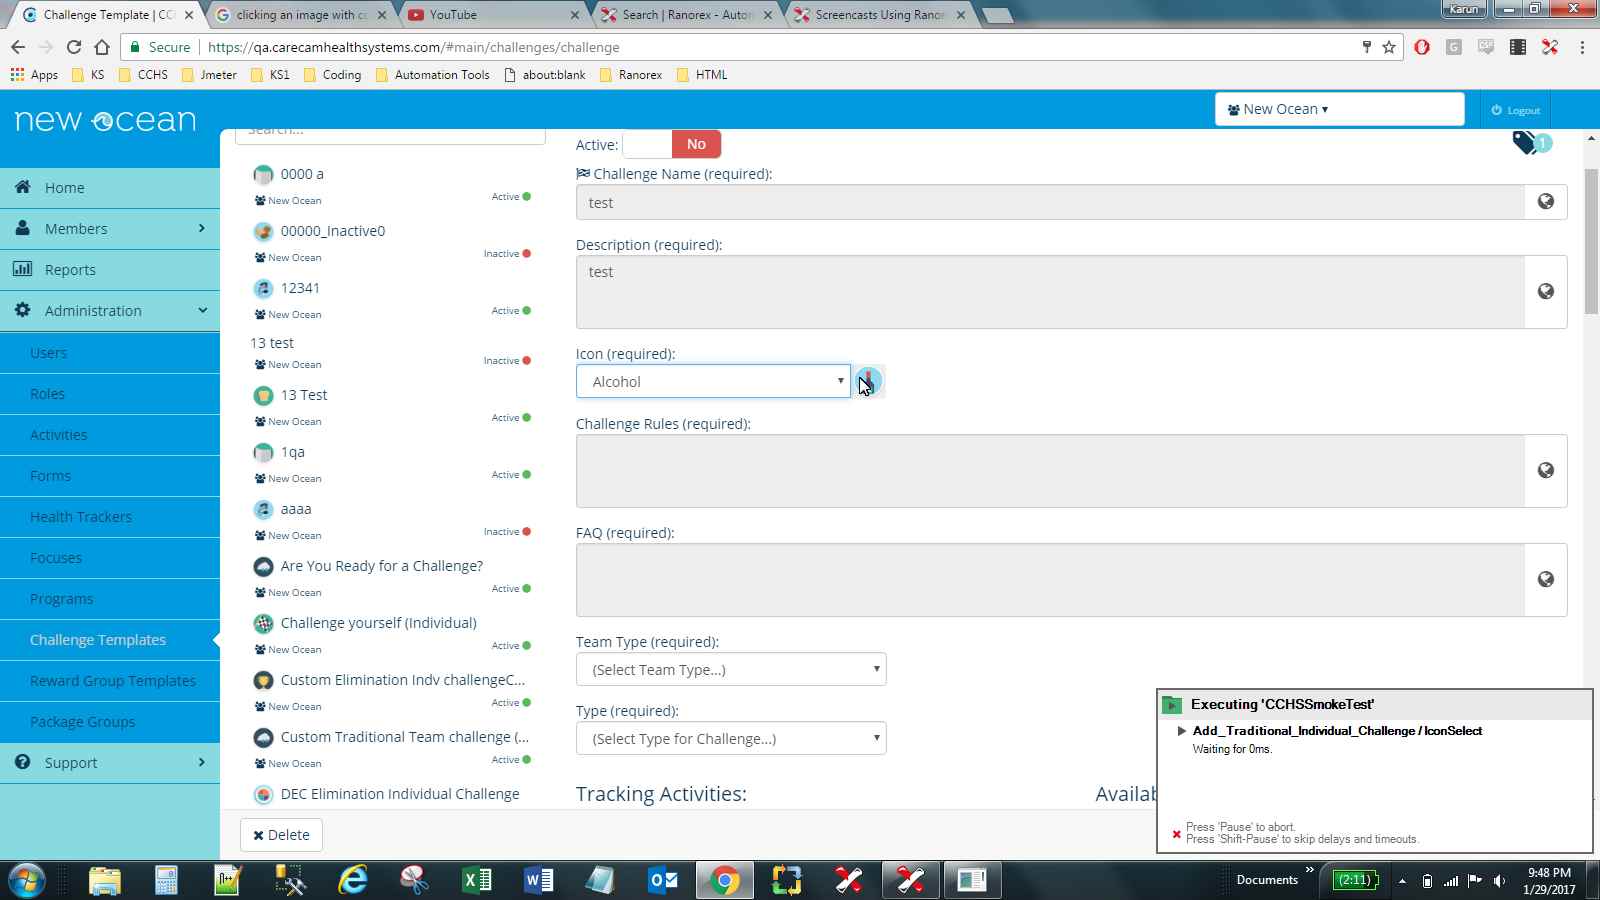 Challenge Template | CC
clicking an image with co
YouTube
Search | Ranorex - Autom
Screencasts Using Ranor
Karun
Secure
https://qa.carecamhealthsystems.com/#main/challenges/challenge
Apps
KS
CCHS
Jmeter
KS1
Coding
Automation Tools
about:blank
Ranorex
HTML
new ocean
New Ocean ▾
Logout
Home
Members
Reports
Administration
Users
Roles
Activities
Forms
Health Trackers
Focuses
Programs
Challenge Templates
Reward Group Templates
Package Groups
Support
Search...
0000 a
New Ocean
Active
00000_Inactive0
New Ocean
Inactive
12341
New Ocean
Active
13 test
New Ocean
Inactive
13 Test
New Ocean
Active
1qa
New Ocean
Active
aaaa
New Ocean
Inactive
Are You Ready for a Challenge?
New Ocean
Active
Challenge yourself (Individual)
New Ocean
Active
Custom Elimination Indv challengeC...
New Ocean
Active
Custom Traditional Team challenge (...
New Ocean
Active
DEC Elimination Individual Challenge
Delete
Active:
No
1
Challenge Name (required):
test
Description (required):
test
Icon (required):
Alcohol
Challenge Rules (required):
FAQ (required):
Team Type (required):
(Select Team Type...)
Type (required):
(Select Type for Challenge...)
Tracking Activities:
Availab
Executing 'CCHSSmokeTest'
Add_Traditional_Individual_Challenge / IconSelect
Waiting for 0ms.
Press 'Pause' to abort.
Press 'Shift-Pause' to skip delays and timeouts.
Documents
(2:11)
9:48 PM
1/29/2017